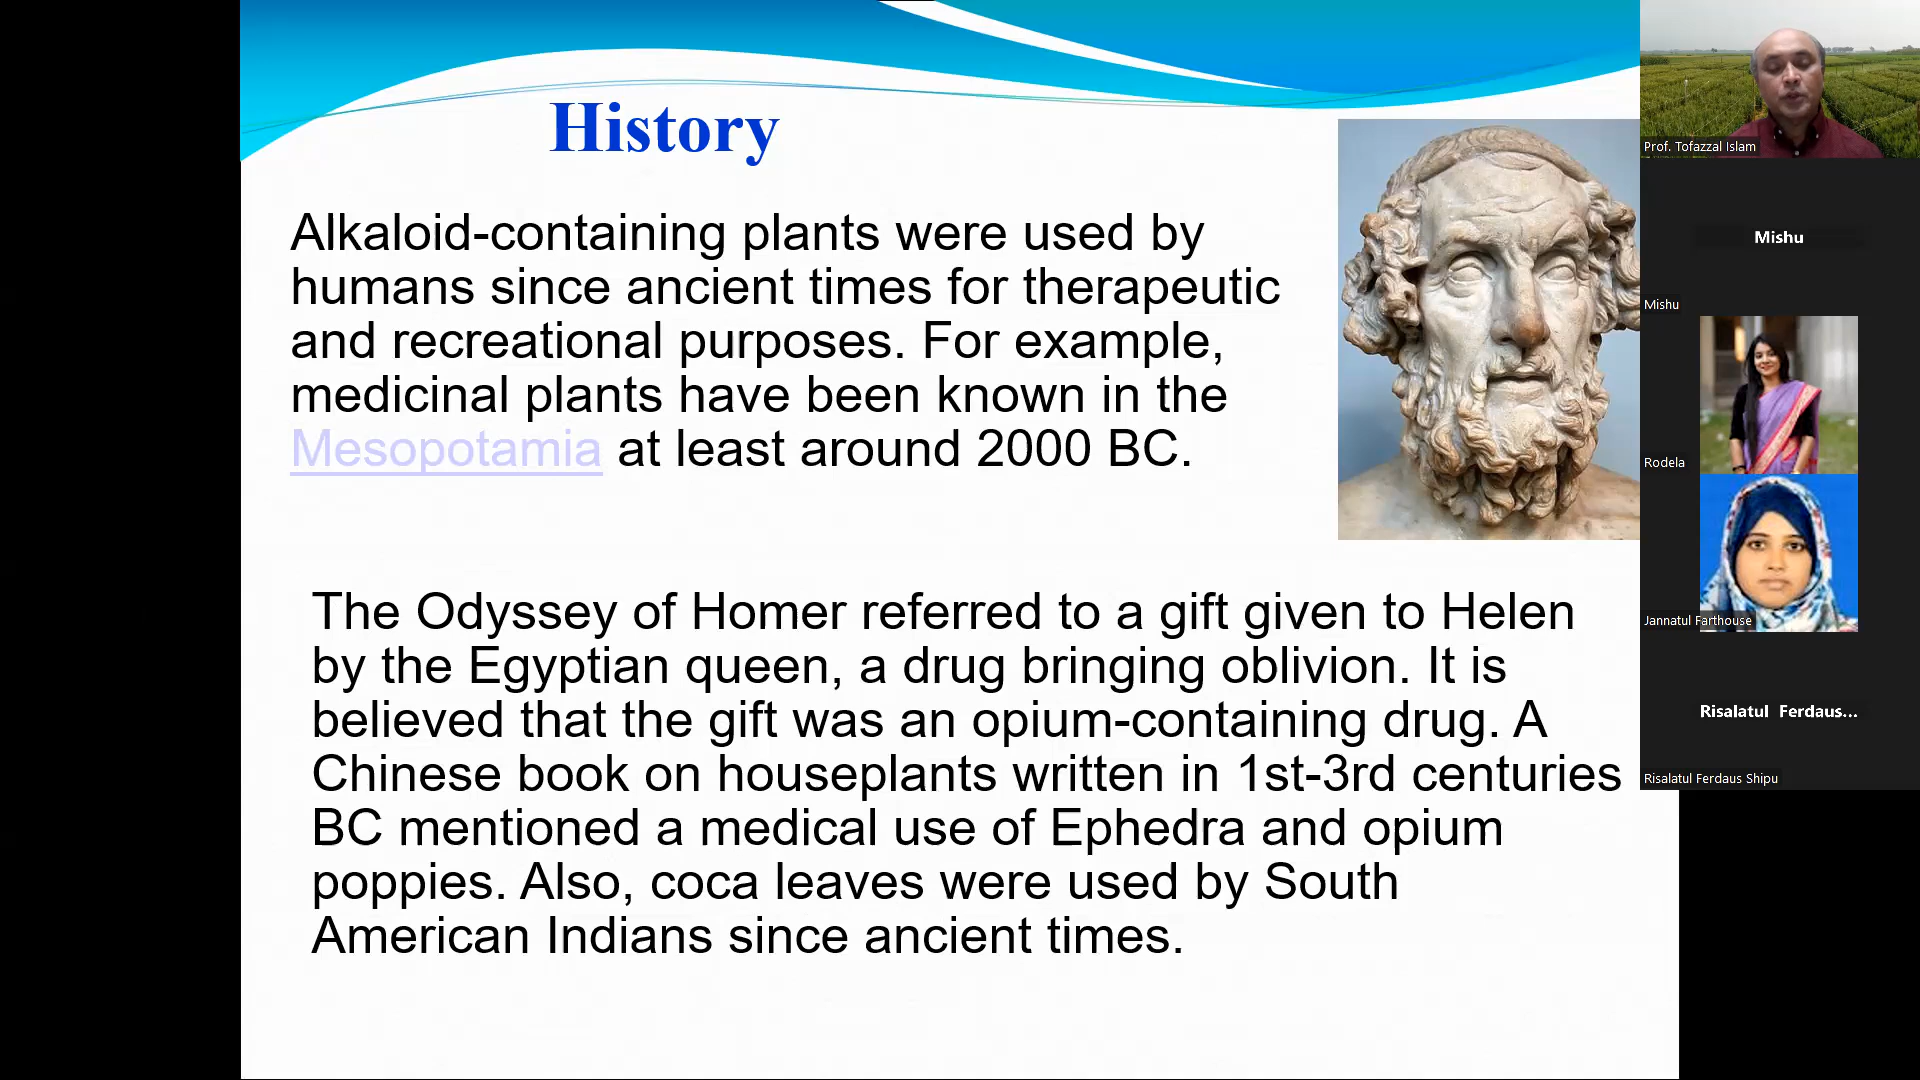 History
Alkaloid-containing plants were used by
humans since ancient times for therapeutic
and recreational purposes. For example,
medicinal plants have been known in the
Mesopotamia at least around 2000 BC.
The Odyssey of Homer referred to a gift given to Helen
by the Egyptian queen, a drug bringing oblivion. It is
believed that the gift was an opium-containing drug. A
Chinese book on houseplants written in 1st-3rd centuries
BC mentioned a medical use of Ephedra and opium
poppies. Also, coca leaves were used by South
American Indians since ancient times.
Prof. Tofazzal Islam
Mishu
Mishu
Rodela
Jannatul Farthouse
Risalatul Ferdaus...
Risalatul Ferdaus Shipu